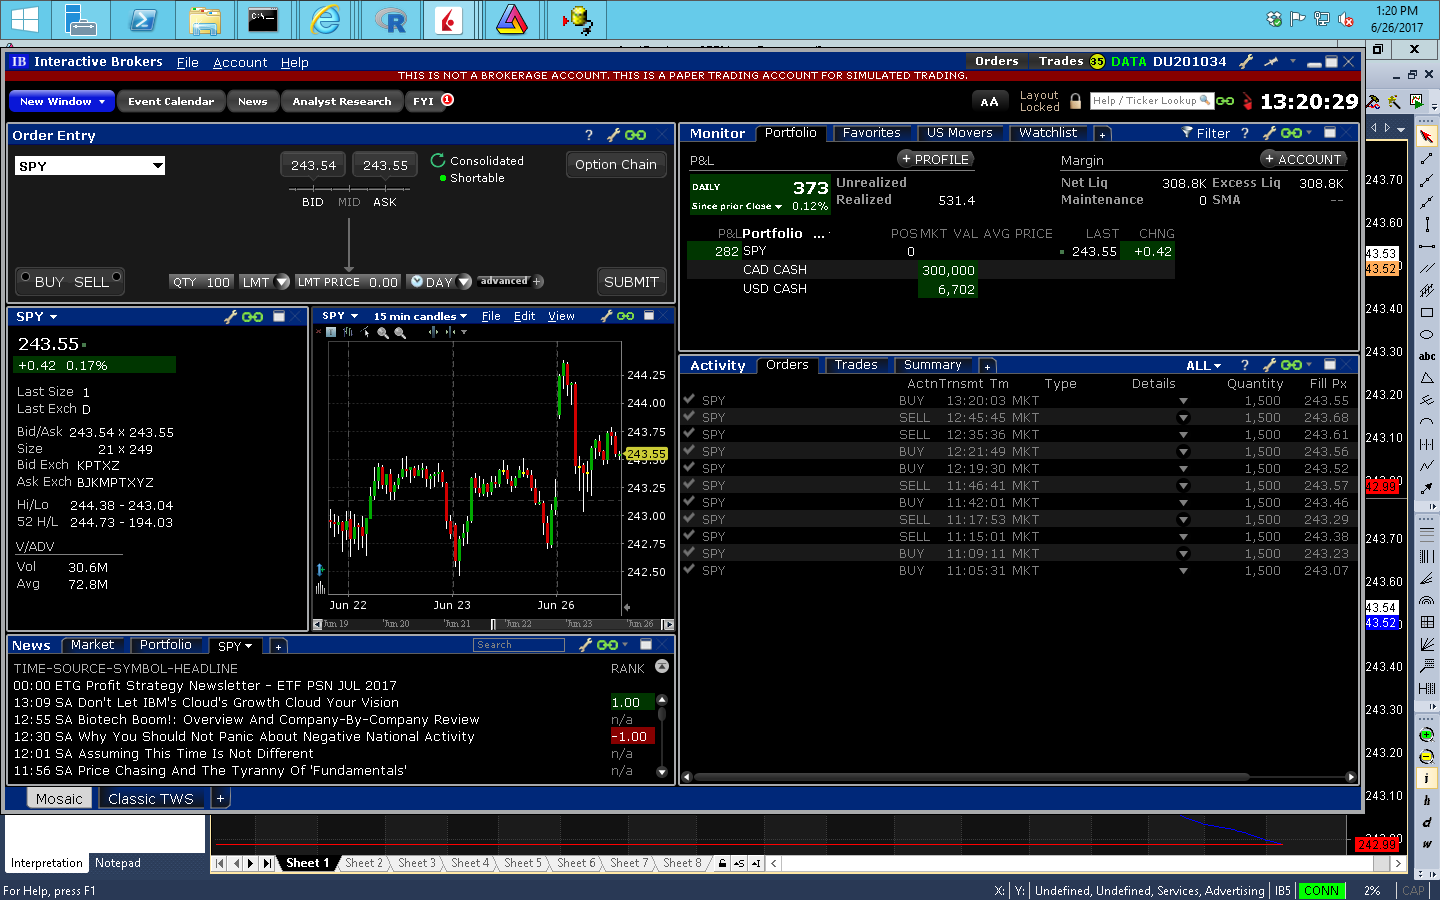 1:20 PM
6/26/2017
IB Interactive Brokers File Account Help
Orders Trades 35 DATA DU201034
THIS IS NOT A BROKERAGE ACCOUNT. THIS IS A PAPER TRADING ACCOUNT FOR SIMULATED TRADING.
New Window Event Calendar News Analyst Research FYI 1
AA Layout Locked Help / Ticker Lookup 13:20:29
Order Entry ?
SPY 243.54 243.55 Consolidated Option Chain
Shortable
BID MID ASK
BUY SELL QTY 100 LMT LMT PRICE 0.00 DAY advanced + SUBMIT
Monitor Portfolio Favorites US Movers Watchlist + Filter ?
P&L + PROFILE Margin + ACCOUNT
DAILY 373 Unrealized Net Liq 308.8K Excess Liq 308.8K
Since prior Close 0.12% Realized 531.4 Maintenance 0 SMA --
P&L Portfolio ... POS MKT VAL AVG PRICE LAST CHNG
282 SPY 0 243.55 +0.42
CAD CASH 300,000
USD CASH 6,702
SPY
243.55
+0.42 0.17%
Last Size 1
Last Exch D
Bid/Ask 243.54 x 243.55
Size 21 x 249
Bid Exch KPTXZ
Ask Exch BJKMPTXYZ
Hi/Lo 244.38 - 243.04
52 H/L 244.73 - 194.03
V/ADV
Vol 30.6M
Avg 72.8M
SPY 15 min candles File Edit View
244.25
244.00
243.75
243.55
243.50
243.25
243.00
242.75
242.50
Jun 22 Jun 23 Jun 26
Jun 19 'Jun 20 'Jun 21 'Jun 22 'Jun 23 'Jun 26
Activity Orders Trades Summary + ALL ?
Actn Trnsmt Tm Type Details Quantity Fill Px
SPY BUY 13:20:03 MKT 1,500 243.55
SPY SELL 12:45:45 MKT 1,500 243.68
SPY SELL 12:35:36 MKT 1,500 243.61
SPY BUY 12:21:49 MKT 1,500 243.56
SPY BUY 12:19:30 MKT 1,500 243.52
SPY SELL 11:46:41 MKT 1,500 243.57
SPY BUY 11:42:01 MKT 1,500 243.46
SPY SELL 11:17:53 MKT 1,500 243.29
SPY SELL 11:15:01 MKT 1,500 243.38
SPY BUY 11:09:11 MKT 1,500 243.23
SPY BUY 11:05:31 MKT 1,500 243.07
News Market Portfolio SPY + Search
TIME-SOURCE-SYMBOL-HEADLINE RANK
00:00 ETG Profit Strategy Newsletter - ETF PSN JUL 2017
13:09 SA Don't Let IBM's Cloud's Growth Cloud Your Vision 1.00
12:55 SA Biotech Boom!: Overview And Company-By-Company Review n/a
12:30 SA Why You Should Not Panic About Negative National Activity -1.00
12:01 SA Assuming This Time Is Not Different n/a
11:56 SA Price Chasing And The Tyranny Of 'Fundamentals' n/a
Mosaic Classic TWS +
243.70
243.60
43.53
43.52
243.40
243.30
243.20
243.10
243.00
42.99
243.70
243.60
43.54
43.52
243.40
243.30
243.20
243.10
242.99
abc
i
h
d
w
Interpretation Notepad
Sheet 1 Sheet 2 Sheet 3 Sheet 4 Sheet 5 Sheet 6 Sheet 7 Sheet 8
For Help, press F1 X: Y: Undefined, Undefined, Services, Advertising IB5 CONN 2% CAP